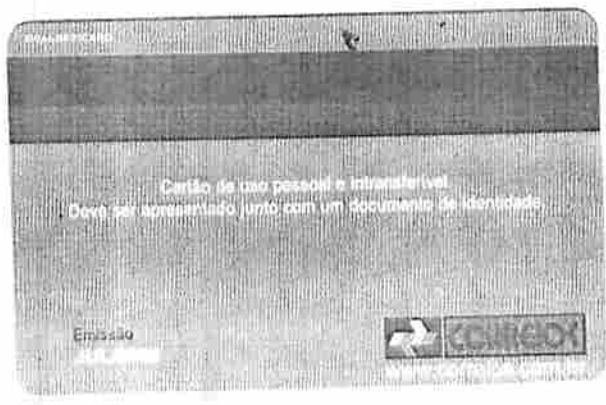 Cartão de uso pessoal e intransferível
Deve ser apresentado junto com um documento de identidade.
Emissão
CORREIOS
www.correios.com.br